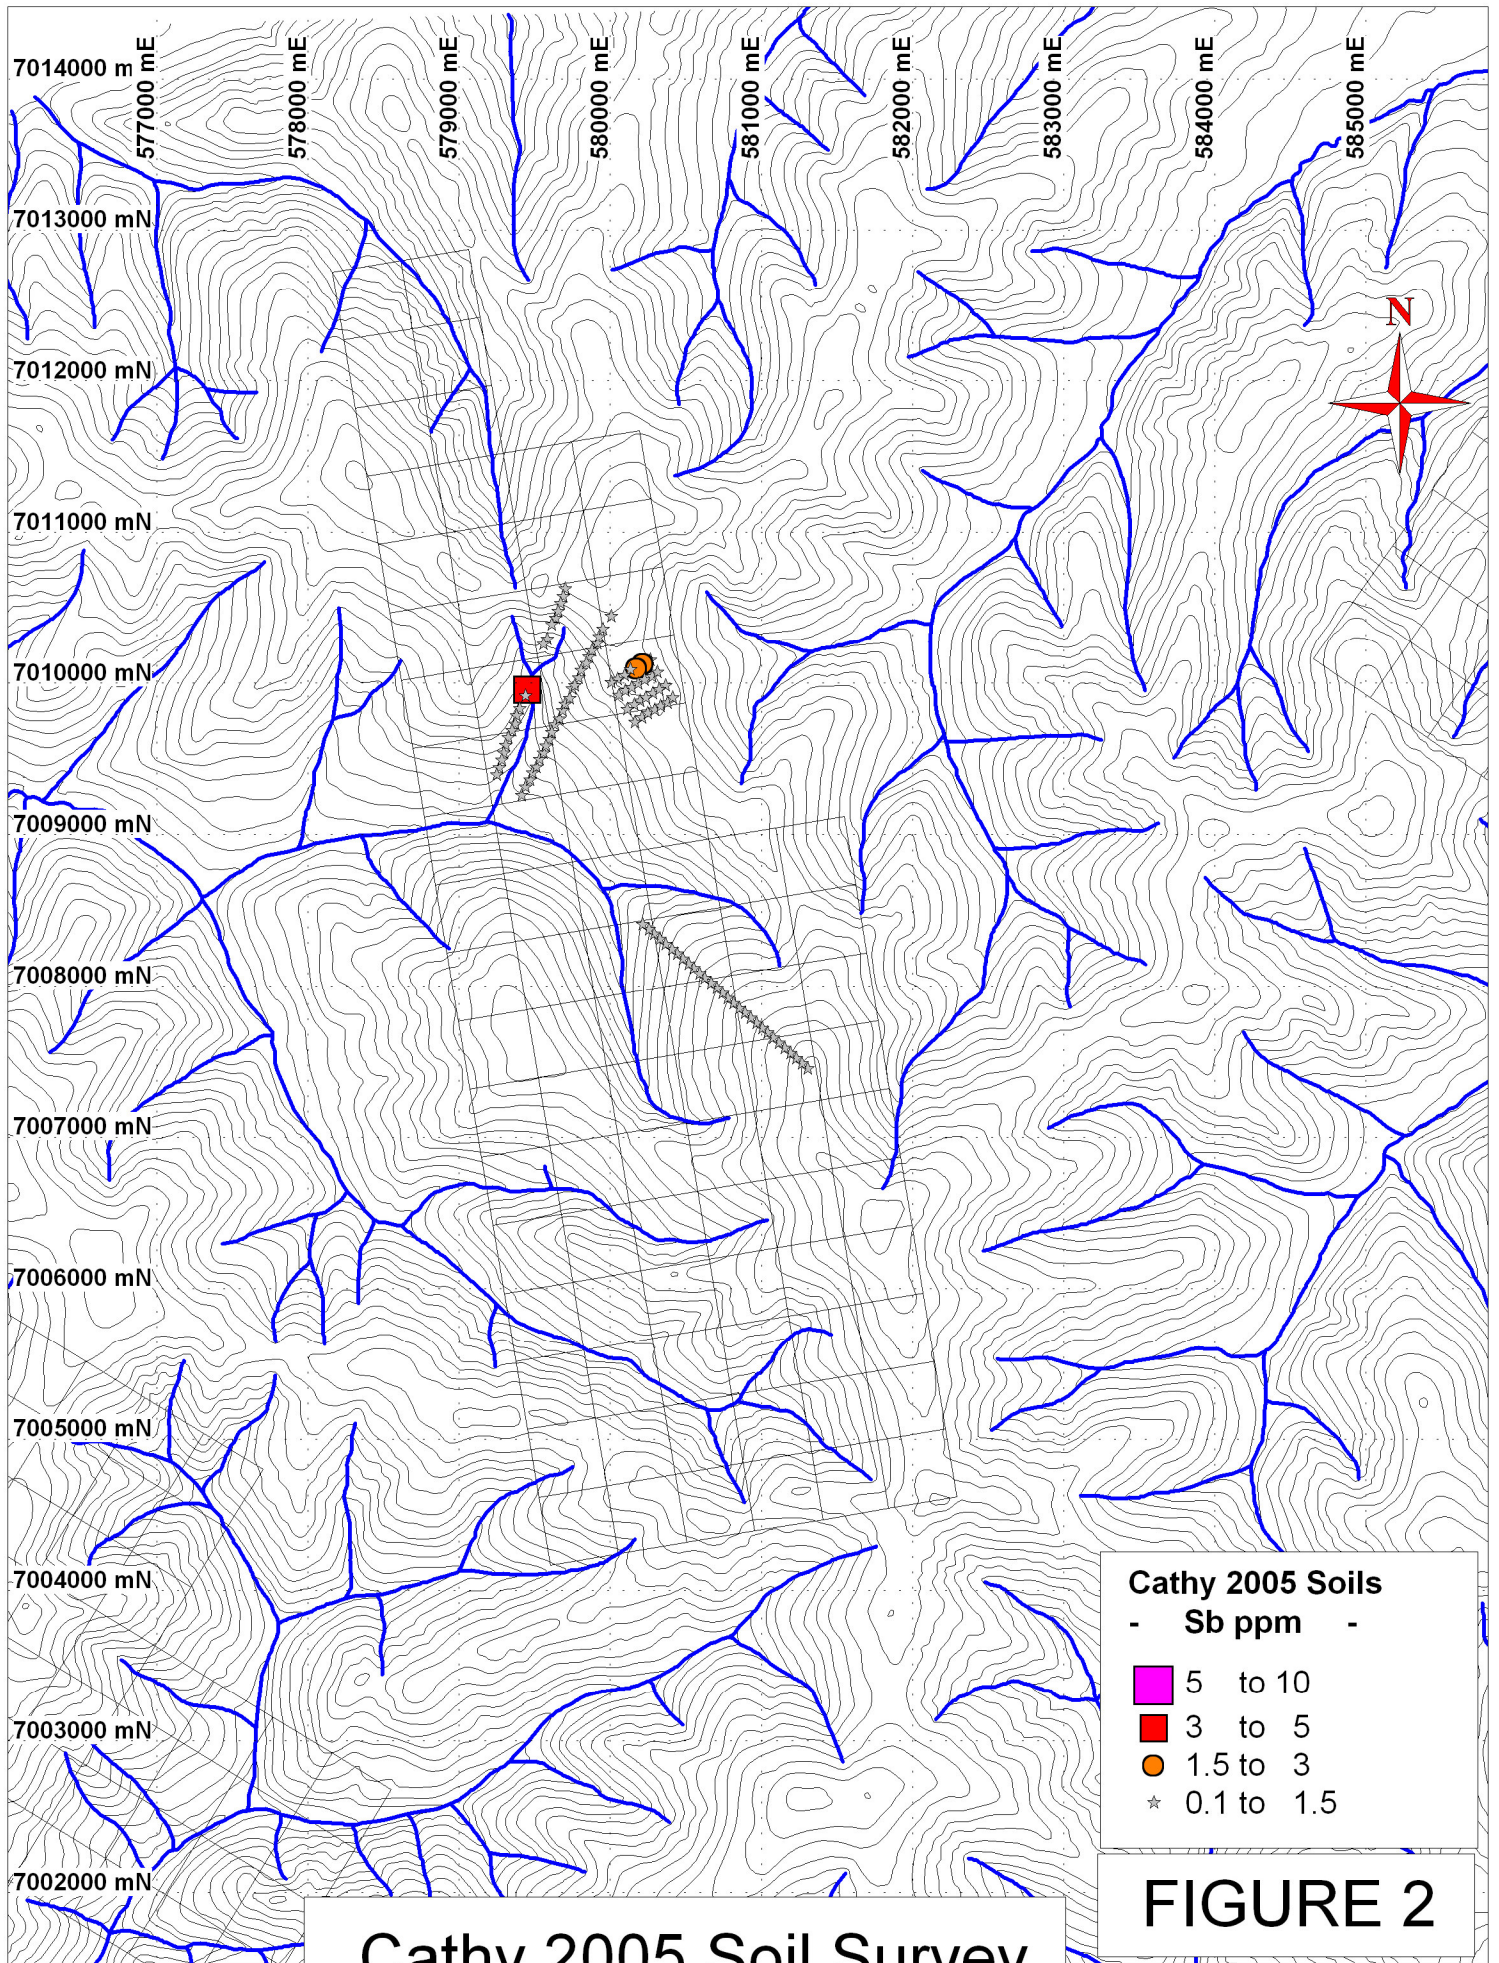 7014000 m
577000 mE
578000 mE
579000 mE
580000 mE
581000 mE
582000 mE
583000 mE
584000 mE
585000 mE
7013000 mN
N
7012000 mN
7011000 mN
7010000 mN
7009000 mN
7008000 mN
7007000 mN
7006000 mN
7005000 mN
7004000 mN
7003000 mN
7002000 mN
Cathy 2005 Soils
- Sb ppm -
5 to 10
3 to 5
1.5 to 3
0.1 to 1.5
FIGURE 2
Cathy 2005 Soil Survey